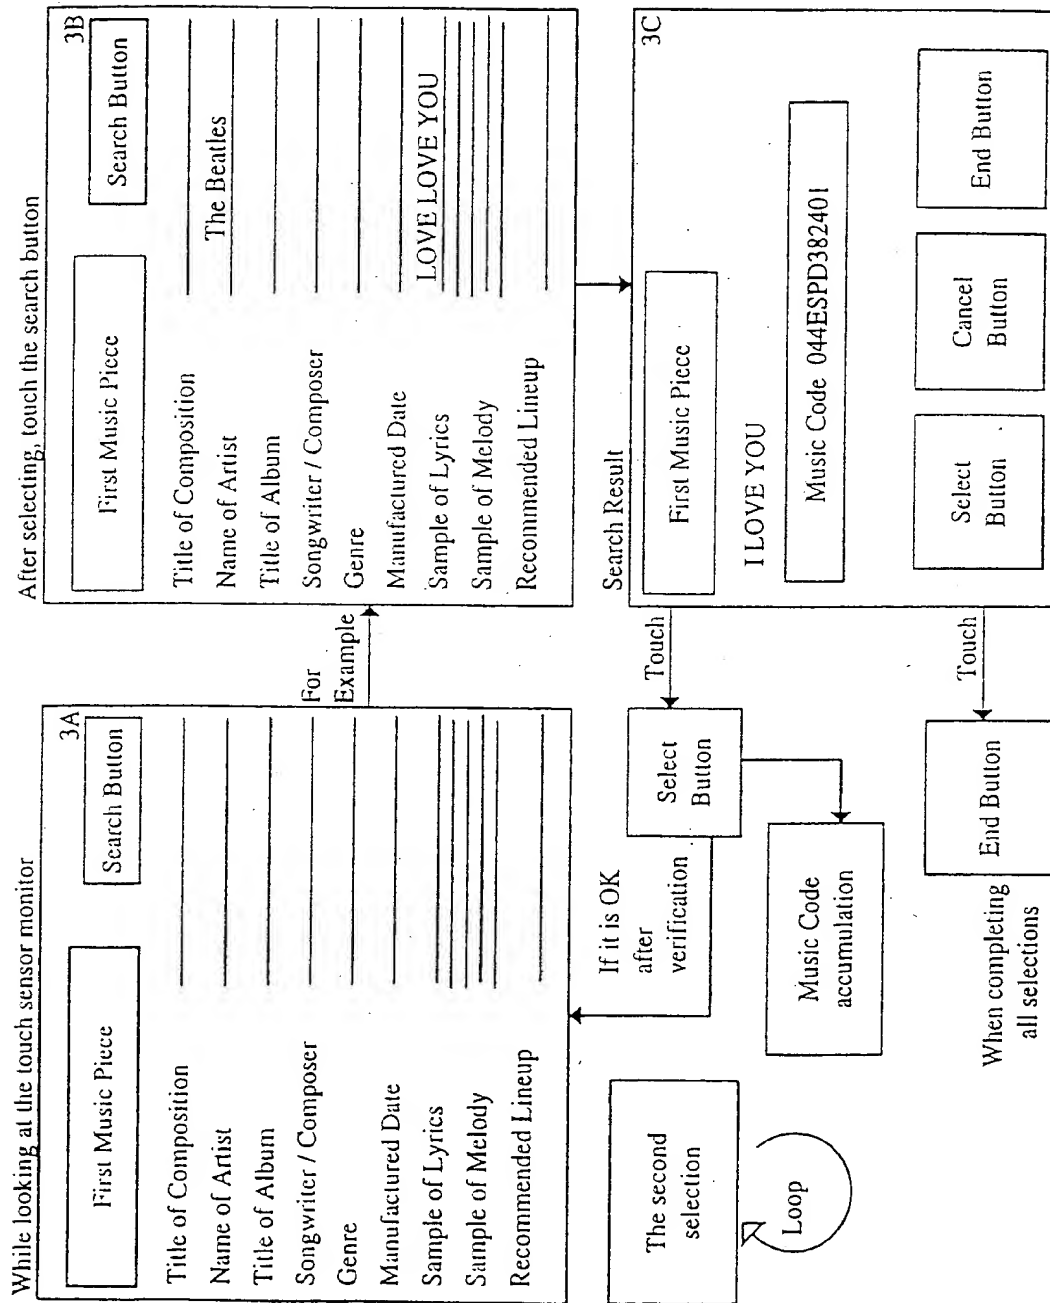 While looking at the touch sensor monitor
3A
First Music Piece
Search Button
Title of Composition
Name of Artist
Title of Album
Songwriter / Composer
Genre
Manufactured Date
Sample of Lyrics
Sample of Melody
Recommended Lineup
For
Example
After selecting, touch the search button
3B
First Music Piece
Search Button
Title of Composition
Name of Artist
The Beatles
Title of Album
Songwriter / Composer
Genre
Manufactured Date
Sample of Lyrics
LOVE LOVE YOU
Sample of Melody
Recommended Lineup
Search Result
3C
First Music Piece
I LOVE YOU
Music Code 044ESPD382401
Select
Button
Cancel
Button
End Button
Touch
Select
Button
If it is OK
after
verification
Music Code
accumulation
The second
selection
Loop
Touch
End Button
When completing
all selections